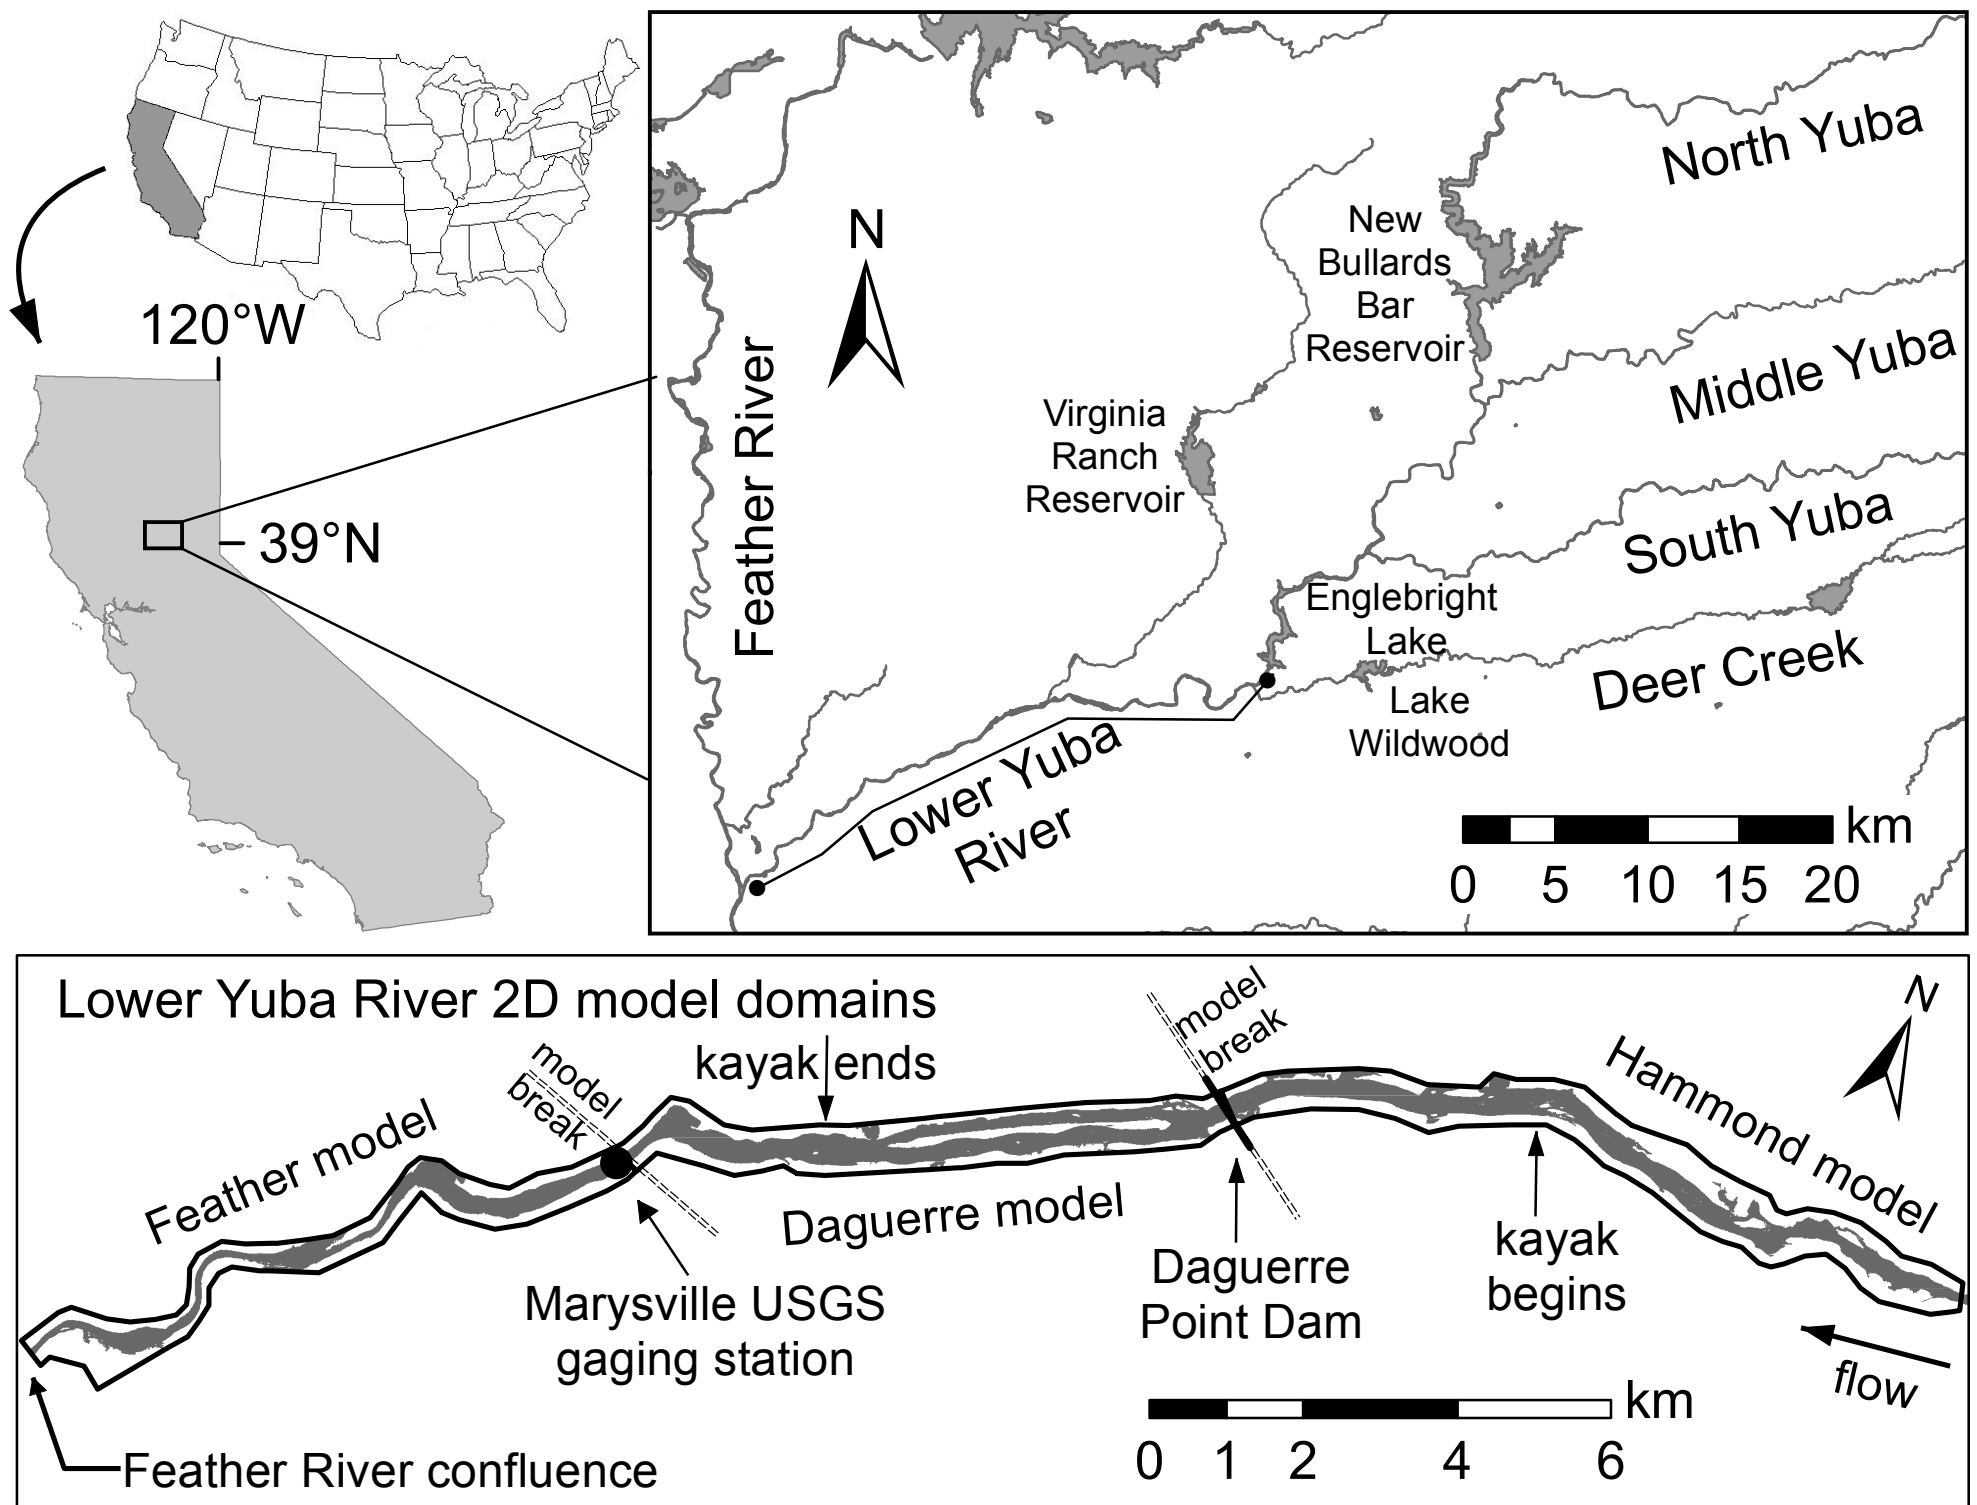 120°W
39°N
N
North Yuba
New
Bullards
Bar
Reservoir
Middle Yuba
Virginia
Ranch
Reservoir
Feather River
South Yuba
Englebright
Lake
Deer Creek
Lake
Wildwood
Lower Yuba
River
km
0 5 10 15 20
Lower Yuba River 2D model domains
kayak ends
model
break
model
break
N
Hammond model
Feather model
Daguerre model
kayak
begins
Daguerre
Point Dam
Marysville USGS
gaging station
flow
km
0 1 2 4 6
Feather River confluence